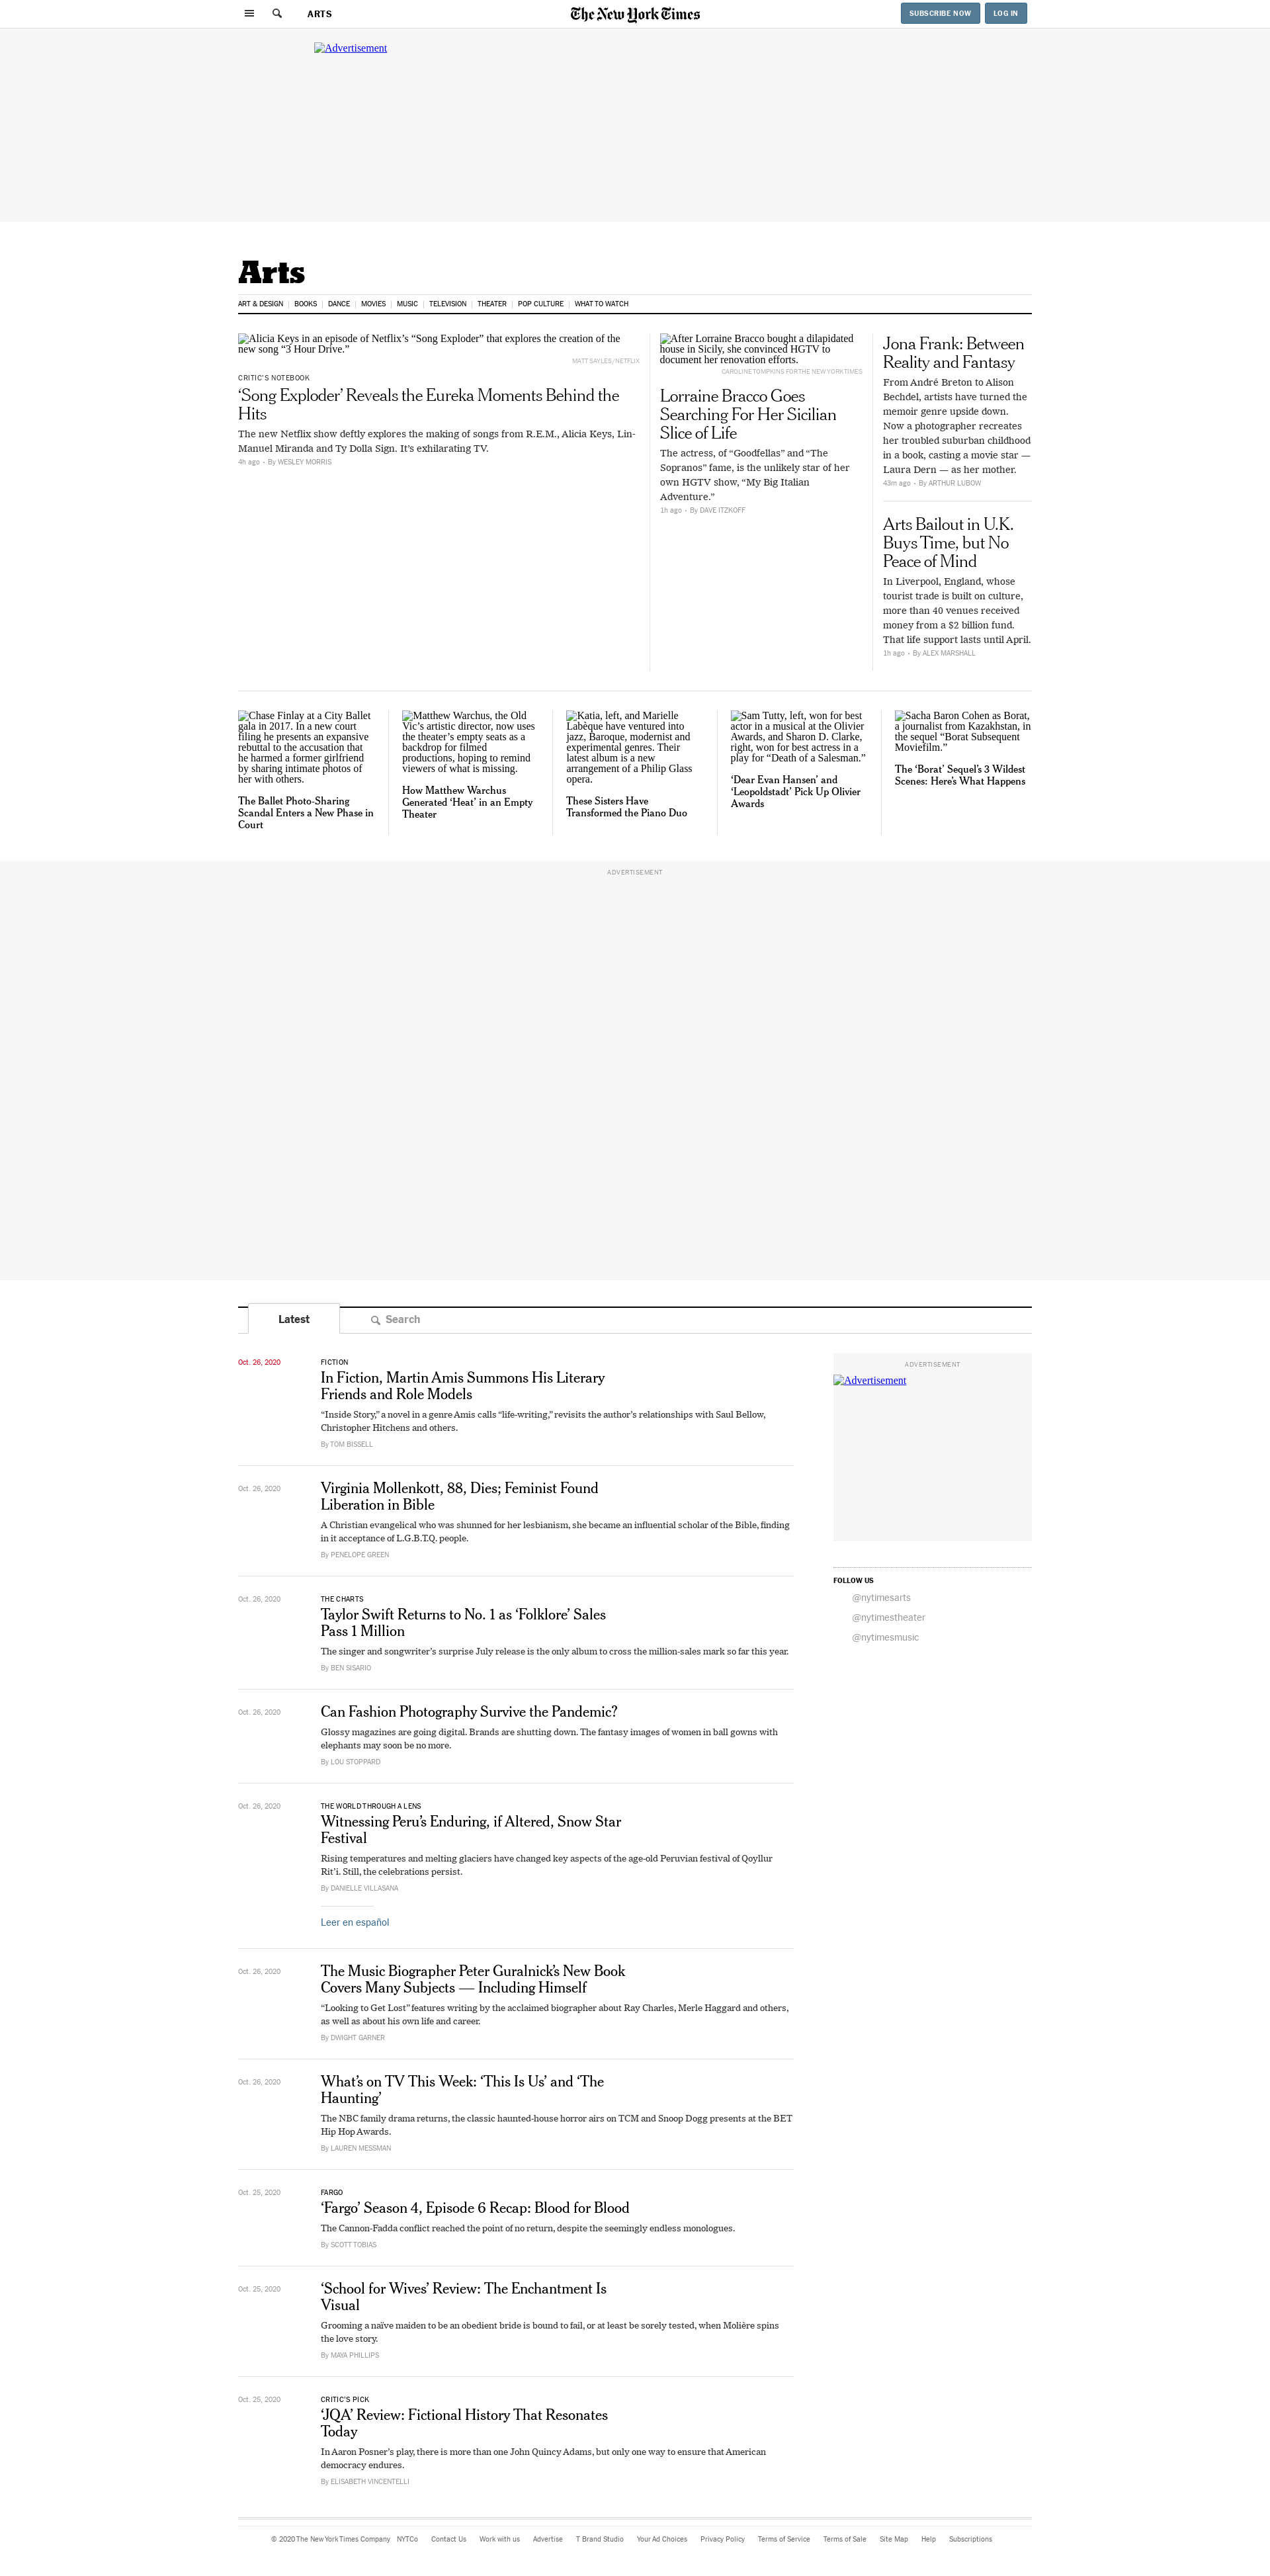 ARTS
The New York Times
SUBSCRIBE NOW
LOG IN
Advertisement
Arts
ART & DESIGN
BOOKS
DANCE
MOVIES
MUSIC
TELEVISION
THEATER
POP CULTURE
WHAT TO WATCH
Alicia Keys in an episode of Netflix’s “Song Exploder” that explores the creation of the
new song “3 Hour Drive.”
MATT SAYLES/NETFLIX
CRITIC’S NOTEBOOK
‘Song Exploder’ Reveals the Eureka Moments Behind the
Hits
The new Netflix show deftly explores the making of songs from R.E.M., Alicia Keys, Lin-
Manuel Miranda and Ty Dolla Sign. It’s exhilarating TV.
4h ago • By WESLEY MORRIS
After Lorraine Bracco bought a dilapidated
house in Sicily, she convinced HGTV to
document her renovation efforts.
CAROLINE TOMPKINS FOR THE NEW YORK TIMES
Lorraine Bracco Goes
Searching For Her Sicilian
Slice of Life
The actress, of “Goodfellas” and “The
Sopranos” fame, is the unlikely star of her
own HGTV show, “My Big Italian
Adventure.”
1h ago • By DAVE ITZKOFF
Jona Frank: Between
Reality and Fantasy
From André Breton to Alison
Bechdel, artists have turned the
memoir genre upside down.
Now a photographer recreates
her troubled suburban childhood
in a book, casting a movie star —
Laura Dern — as her mother.
43m ago • By ARTHUR LUBOW
Arts Bailout in U.K.
Buys Time, but No
Peace of Mind
In Liverpool, England, whose
tourist trade is built on culture,
more than 40 venues received
money from a $2 billion fund.
That life support lasts until April.
1h ago • By ALEX MARSHALL
Chase Finlay at a City Ballet
gala in 2017. In a new court
filing he presents an expansive
rebuttal to the accusation that
he harmed a former girlfriend
by sharing intimate photos of
her with others.
The Ballet Photo-Sharing
Scandal Enters a New Phase in
Court
Matthew Warchus, the Old
Vic’s artistic director, now uses
the theater’s empty seats as a
backdrop for filmed
productions, hoping to remind
viewers of what is missing.
How Matthew Warchus
Generated ‘Heat’ in an Empty
Theater
Katia, left, and Marielle
Labèque have ventured into
jazz, Baroque, modernist and
experimental genres. Their
latest album is a new
arrangement of a Philip Glass
opera.
These Sisters Have
Transformed the Piano Duo
Sam Tutty, left, won for best
actor in a musical at the Olivier
Awards, and Sharon D. Clarke,
right, won for best actress in a
play for “Death of a Salesman.”
‘Dear Evan Hansen’ and
‘Leopoldstadt’ Pick Up Olivier
Awards
Sacha Baron Cohen as Borat,
a journalist from Kazakhstan, in
the sequel “Borat Subsequent
Moviefilm.”
The ‘Borat’ Sequel’s 3 Wildest
Scenes: Here’s What Happens
ADVERTISEMENT
Latest
Search
Oct. 26, 2020
FICTION
In Fiction, Martin Amis Summons His Literary
Friends and Role Models
“Inside Story,” a novel in a genre Amis calls “life-writing,” revisits the author’s relationships with Saul Bellow,
Christopher Hitchens and others.
By TOM BISSELL
Oct. 26, 2020
Virginia Mollenkott, 88, Dies; Feminist Found
Liberation in Bible
A Christian evangelical who was shunned for her lesbianism, she became an influential scholar of the Bible, finding
in it acceptance of L.G.B.T.Q. people.
By PENELOPE GREEN
Oct. 26, 2020
THE CHARTS
Taylor Swift Returns to No. 1 as ‘Folklore’ Sales
Pass 1 Million
The singer and songwriter’s surprise July release is the only album to cross the million-sales mark so far this year.
By BEN SISARIO
Oct. 26, 2020
Can Fashion Photography Survive the Pandemic?
Glossy magazines are going digital. Brands are shutting down. The fantasy images of women in ball gowns with
elephants may soon be no more.
By LOU STOPPARD
Oct. 26, 2020
THE WORLD THROUGH A LENS
Witnessing Peru’s Enduring, if Altered, Snow Star
Festival
Rising temperatures and melting glaciers have changed key aspects of the age-old Peruvian festival of Qoyllur
Rit’i. Still, the celebrations persist.
By DANIELLE VILLASANA
Leer en español
Oct. 26, 2020
The Music Biographer Peter Guralnick’s New Book
Covers Many Subjects — Including Himself
“Looking to Get Lost” features writing by the acclaimed biographer about Ray Charles, Merle Haggard and others,
as well as about his own life and career.
By DWIGHT GARNER
Oct. 26, 2020
What’s on TV This Week: ‘This Is Us’ and ‘The
Haunting’
The NBC family drama returns, the classic haunted-house horror airs on TCM and Snoop Dogg presents at the BET
Hip Hop Awards.
By LAUREN MESSMAN
Oct. 25, 2020
FARGO
‘Fargo’ Season 4, Episode 6 Recap: Blood for Blood
The Cannon-Fadda conflict reached the point of no return, despite the seemingly endless monologues.
By SCOTT TOBIAS
Oct. 25, 2020
‘School for Wives’ Review: The Enchantment Is
Visual
Grooming a naïve maiden to be an obedient bride is bound to fail, or at least be sorely tested, when Molière spins
the love story.
By MAYA PHILLIPS
Oct. 25, 2020
CRITIC’S PICK
‘JQA’ Review: Fictional History That Resonates
Today
In Aaron Posner’s play, there is more than one John Quincy Adams, but only one way to ensure that American
democracy endures.
By ELISABETH VINCENTELLI
ADVERTISEMENT
Advertisement
FOLLOW US
@nytimesarts
@nytimestheater
@nytimesmusic
© 2020 The New York Times Company
NYTCo
Contact Us
Work with us
Advertise
T Brand Studio
Your Ad Choices
Privacy Policy
Terms of Service
Terms of Sale
Site Map
Help
Subscriptions